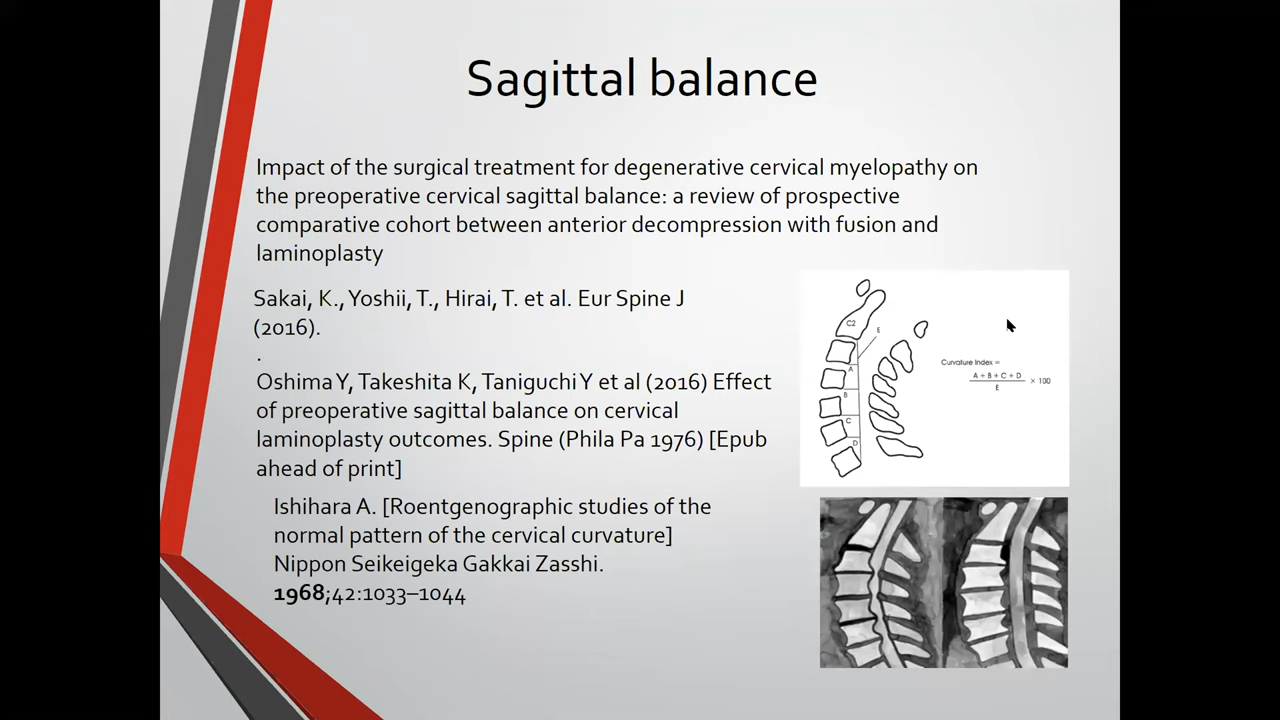 Sagittal balance
Impact of the surgical treatment for degenerative cervical myelopathy on
the preoperative cervical sagittal balance: a review of prospective
comparative cohort between anterior decompression with fusion and
laminoplasty
Sakai, K., Yoshii, T., Hirai, T. et al. Eur Spine J
(2016).
.
Oshima Y, Takeshita K, Taniguchi Y et al (2016) Effect
of preoperative sagittal balance on cervical
laminoplasty outcomes. Spine (Phila Pa 1976) [Epub
ahead of print]
Ishihara A. [Roentgenographic studies of the
normal pattern of the cervical curvature]
Nippon Seikeigeka Gakkai Zasshi.
1968;42:1033–1044
C2
E
A
B
C
D
Curvature Index =
A + B + C + D
E
× 100